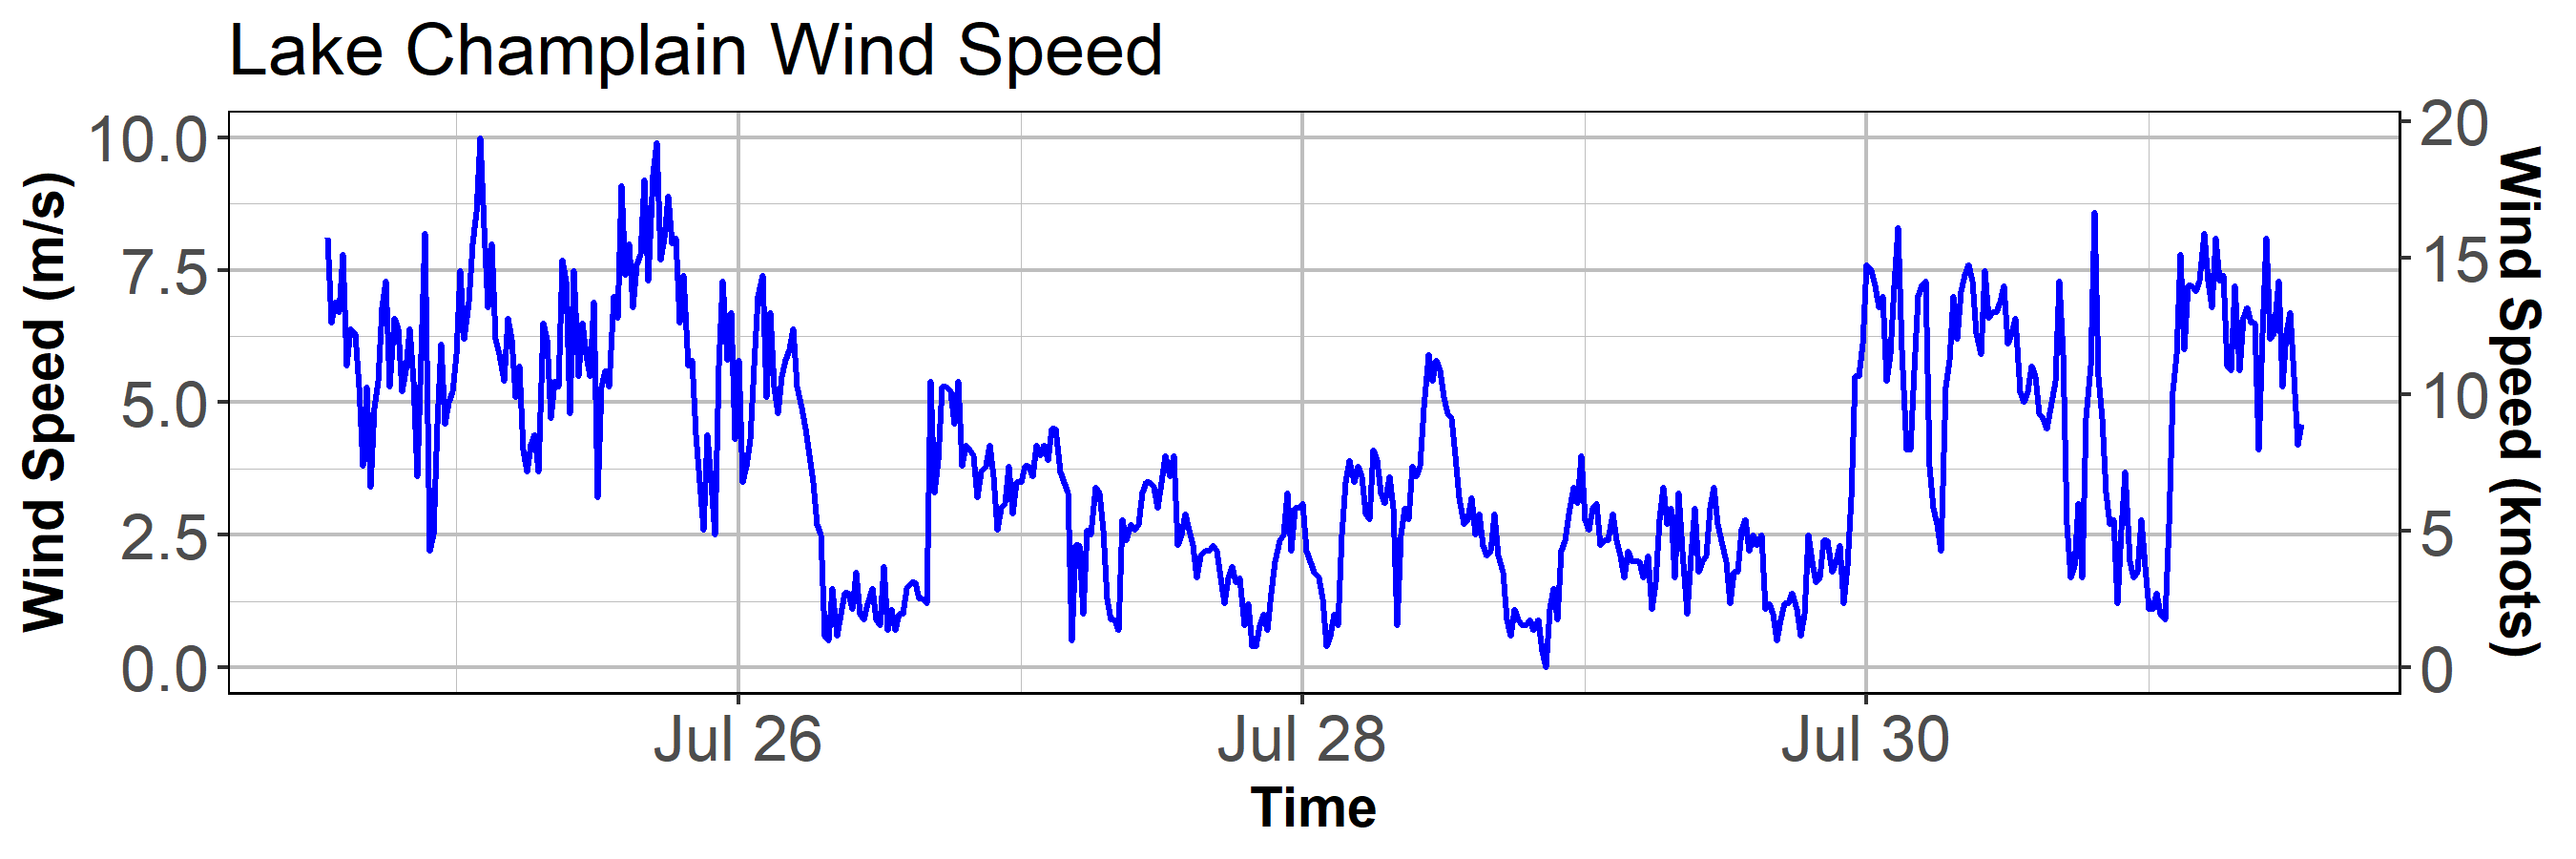 Lake Champlain Wind Speed
10.0
7.5
5.0
2.5
0.0
Wind Speed (m/s)
20
15
10
5
0
Wind Speed (knots)
Jul 26
Jul 28
Jul 30
Time